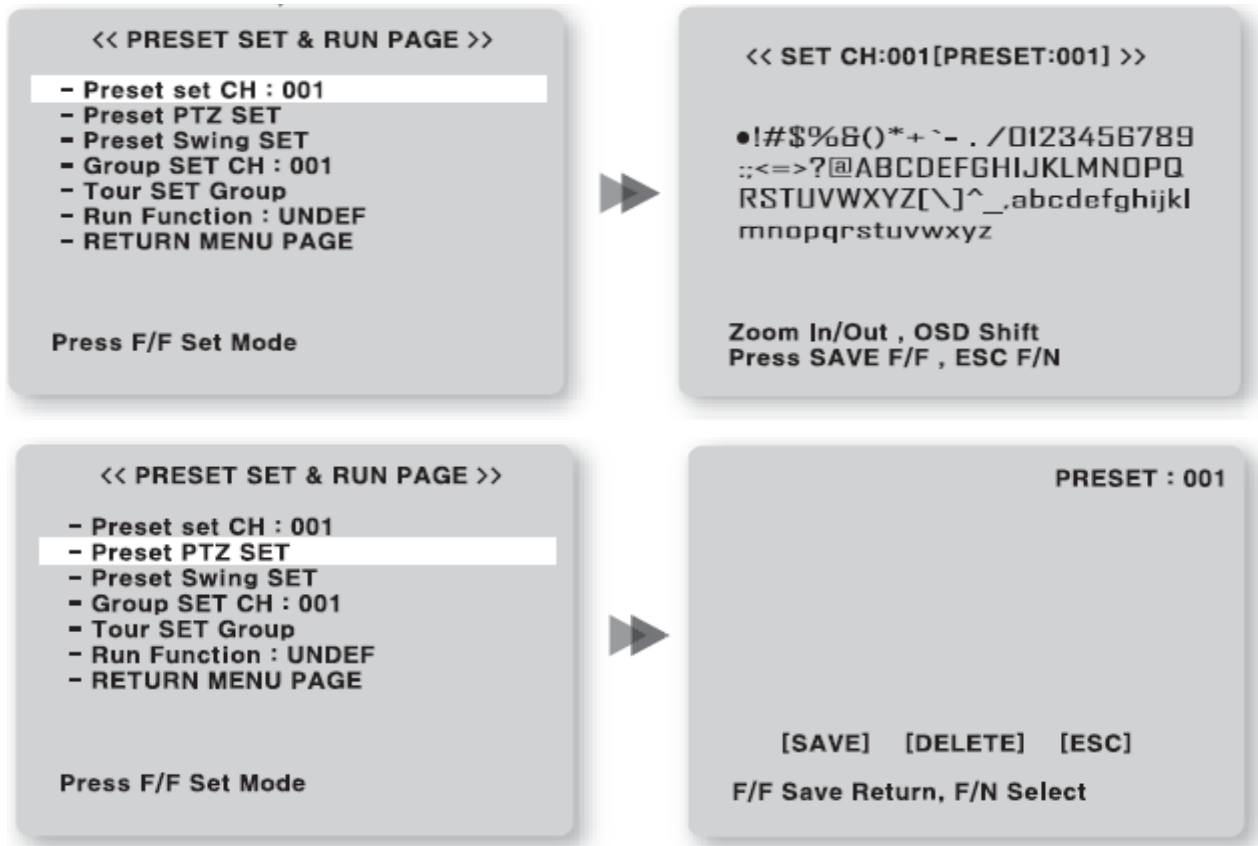 << PRESET SET & RUN PAGE >>
- Preset set CH : 001
- Preset PTZ SET
- Preset Swing SET
- Group SET CH : 001
- Tour SET Group
- Run Function : UNDEF
- RETURN MENU PAGE
Press F/F Set Mode
<< SET CH:001[PRESET:001] >>
●!#$%&()*+`-./0123456789
:;<=>?@ABCDEFGHIJKLMNOPQ
RSTUVWXYZ[\]^_,abcdefghijkl
mnopqrstuvwxyz
Zoom In/Out , OSD Shift
Press SAVE F/F , ESC F/N
<< PRESET SET & RUN PAGE >>
- Preset set CH : 001
- Preset PTZ SET
- Preset Swing SET
- Group SET CH : 001
- Tour SET Group
- Run Function : UNDEF
- RETURN MENU PAGE
Press F/F Set Mode
PRESET : 001
[SAVE] [DELETE] [ESC]
F/F Save Return, F/N Select